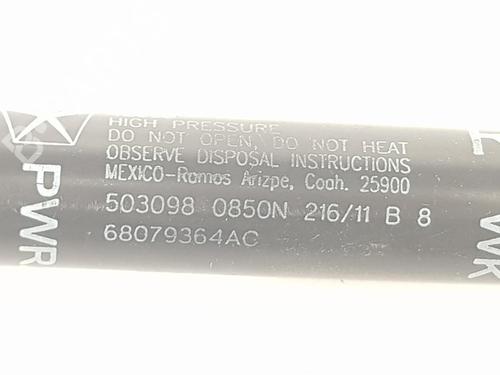 HIGH PRESSURE
DO NOT OPEN, DO NOT HEAT
OBSERVE DISPOSAL INSTRUCTIONS
MEXICO-Ramos Arizpe, Coah. 25900
503098 0850N 216/11 B 8
68079364AC
PWR
PWR